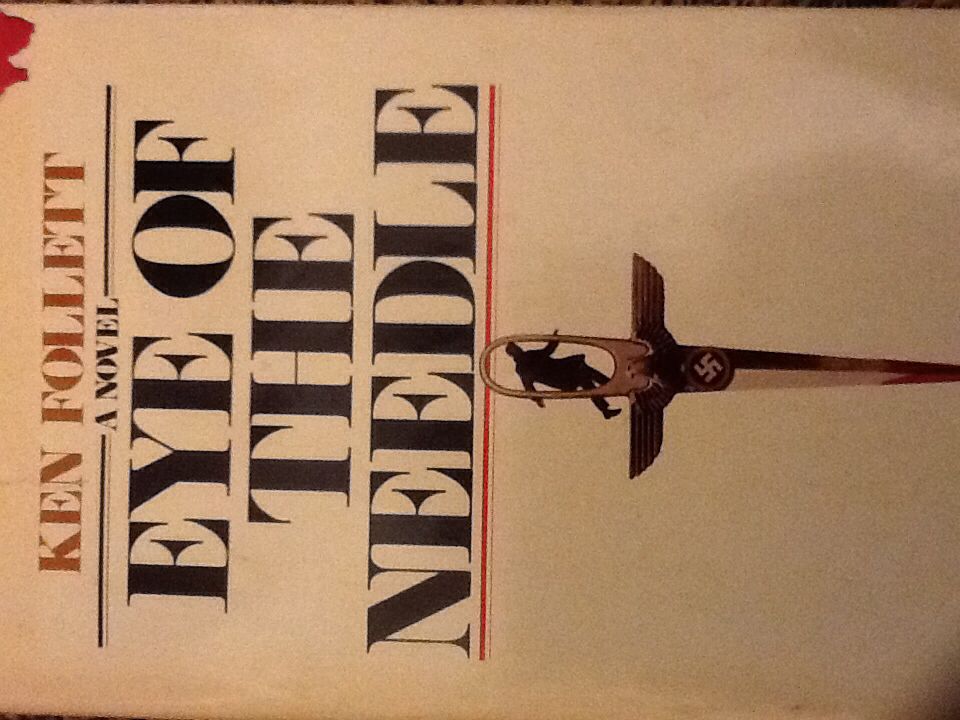 KEN FOLLETT
A NOVEL
EYE OF
THE
NEEDLE